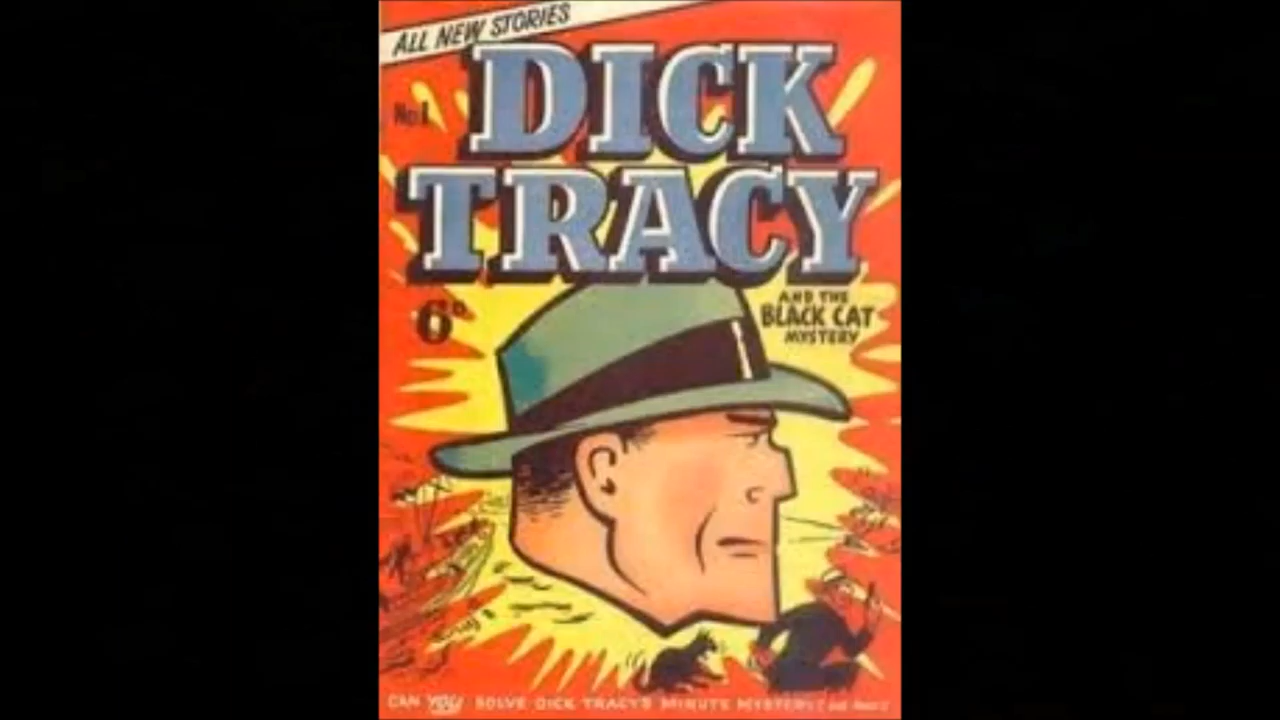 ALL NEW STORIES
DICK
No 1
TRACY
6ᴰ
AND THE
BLACK CAT
MYSTERY
CAN YOU SOLVE DICK TRACY'S MINUTE MYSTERY?